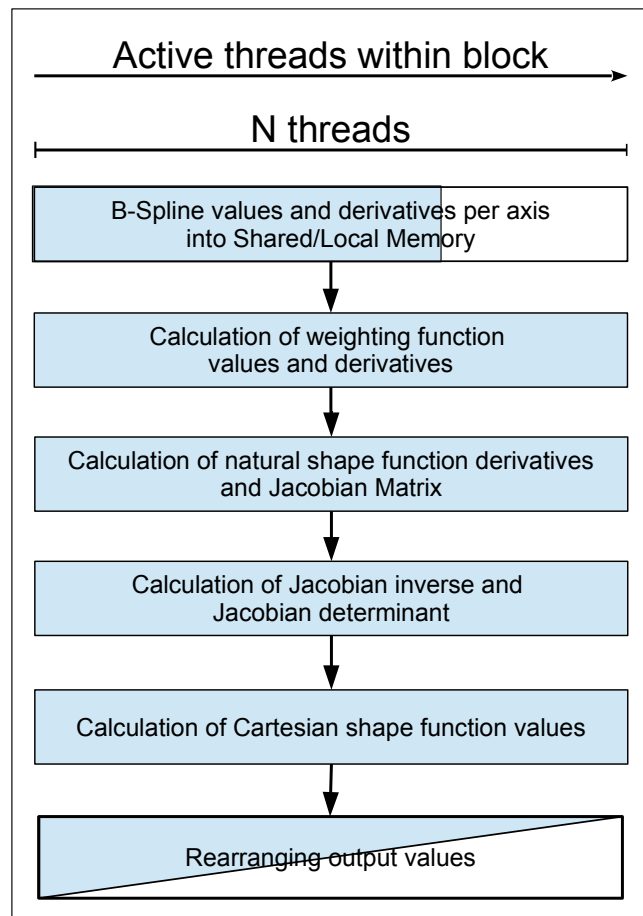 Active threads within block
N threads
B-Spline values and derivatives per axis
into Shared/Local Memory
Calculation of weighting function
values and derivatives
Calculation of natural shape function derivatives
and Jacobian Matrix
Calculation of Jacobian inverse and
Jacobian determinant
Calculation of Cartesian shape function values
Rearranging output values